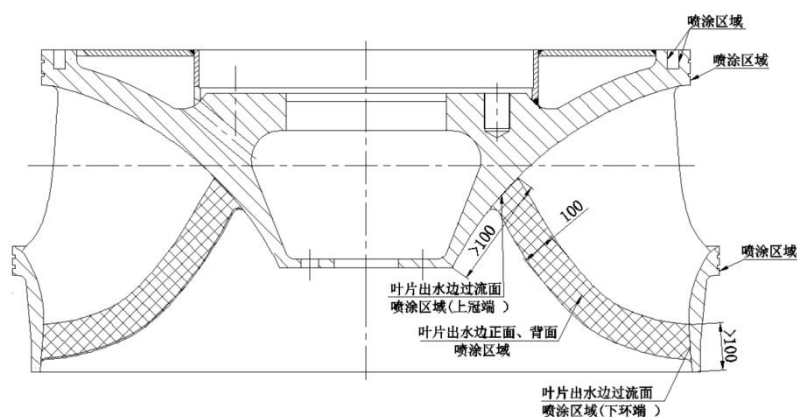 喷涂区域
喷涂区域
>100
100
喷涂区域
叶片出水边过流面
喷涂区域(上冠端 )
叶片出水边正面、背面
喷涂区域
>100
叶片出水边过流面
喷涂区域(下环端 )